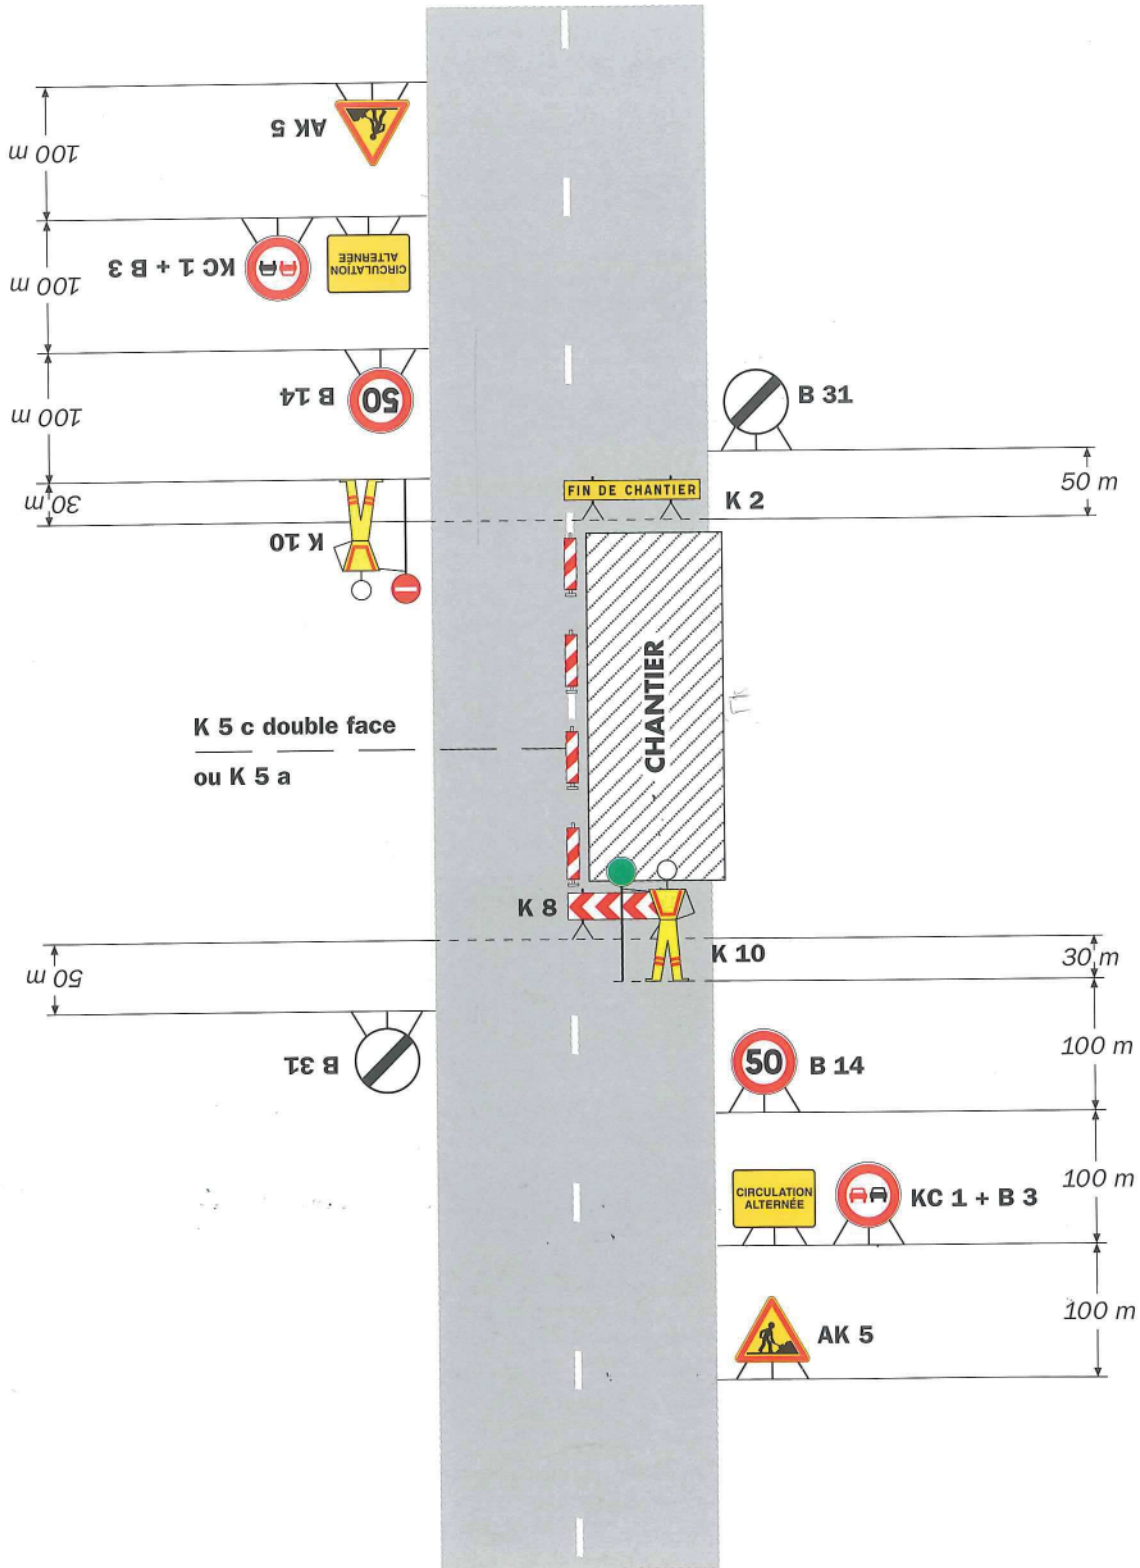 AK 5
100 m
CIRCULATION
ALTERNÉE
KC 1 + B 3
100 m
B 14
50
100 m
B 31
50 m
FIN DE CHANTIER
K 2
30 m
K 10
CHANTIER
K 5 c double face
ou K 5 a
K 8
K 10
30 m
50 m
B 31
100 m
50
B 14
100 m
CIRCULATION
ALTERNÉE
KC 1 + B 3
100 m
AK 5